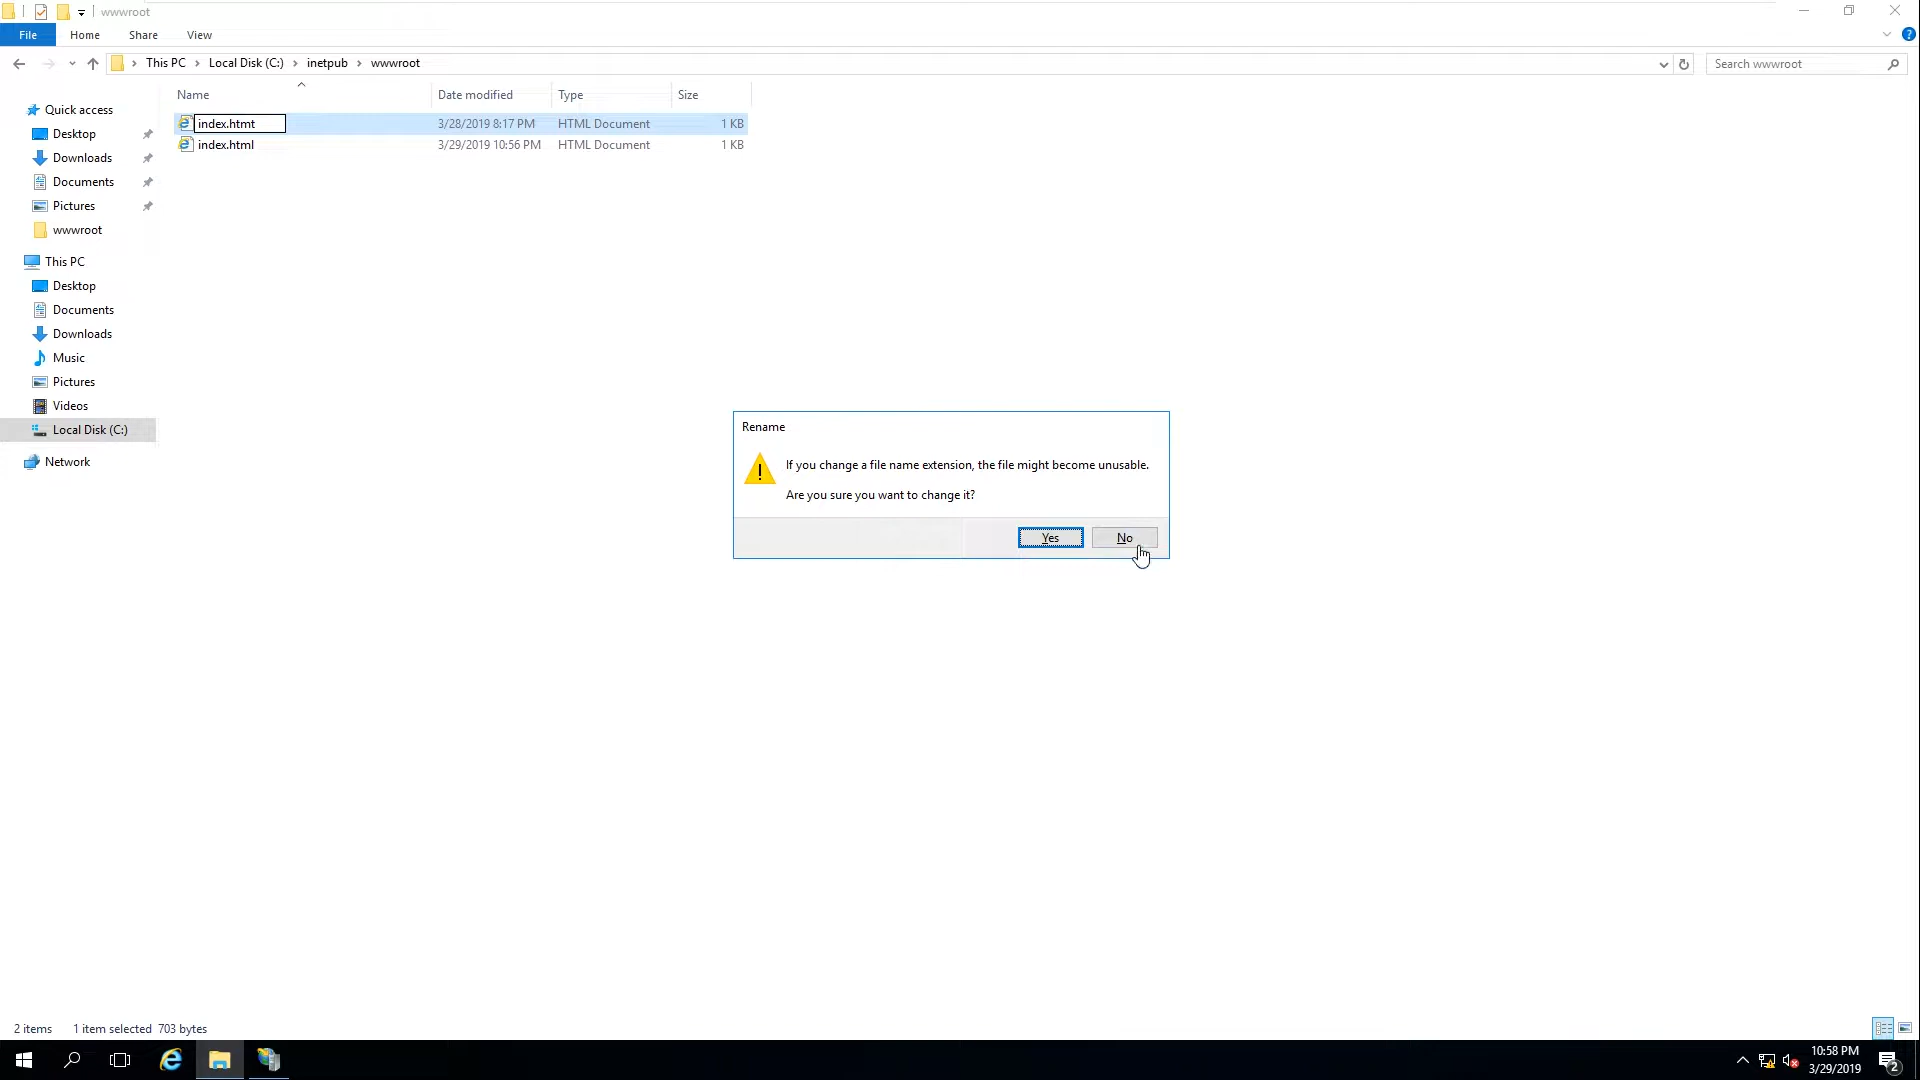 wwwroot
File Home Share View
This PC Local Disk (C:) inetpub wwwroot
Search wwwroot
Name Date modified Type Size
index.htmt 3/28/2019 8:17 PM HTML Document 1 KB
index.html 3/29/2019 10:56 PM HTML Document 1 KB
Quick access
Desktop
Downloads
Documents
Pictures
wwwroot
This PC
Desktop
Documents
Downloads
Music
Pictures
Videos
Local Disk (C:)
Network
Rename
If you change a file name extension, the file might become unusable.
Are you sure you want to change it?
Yes No
2 items 1 item selected 703 bytes
10:58 PM
3/29/2019
2